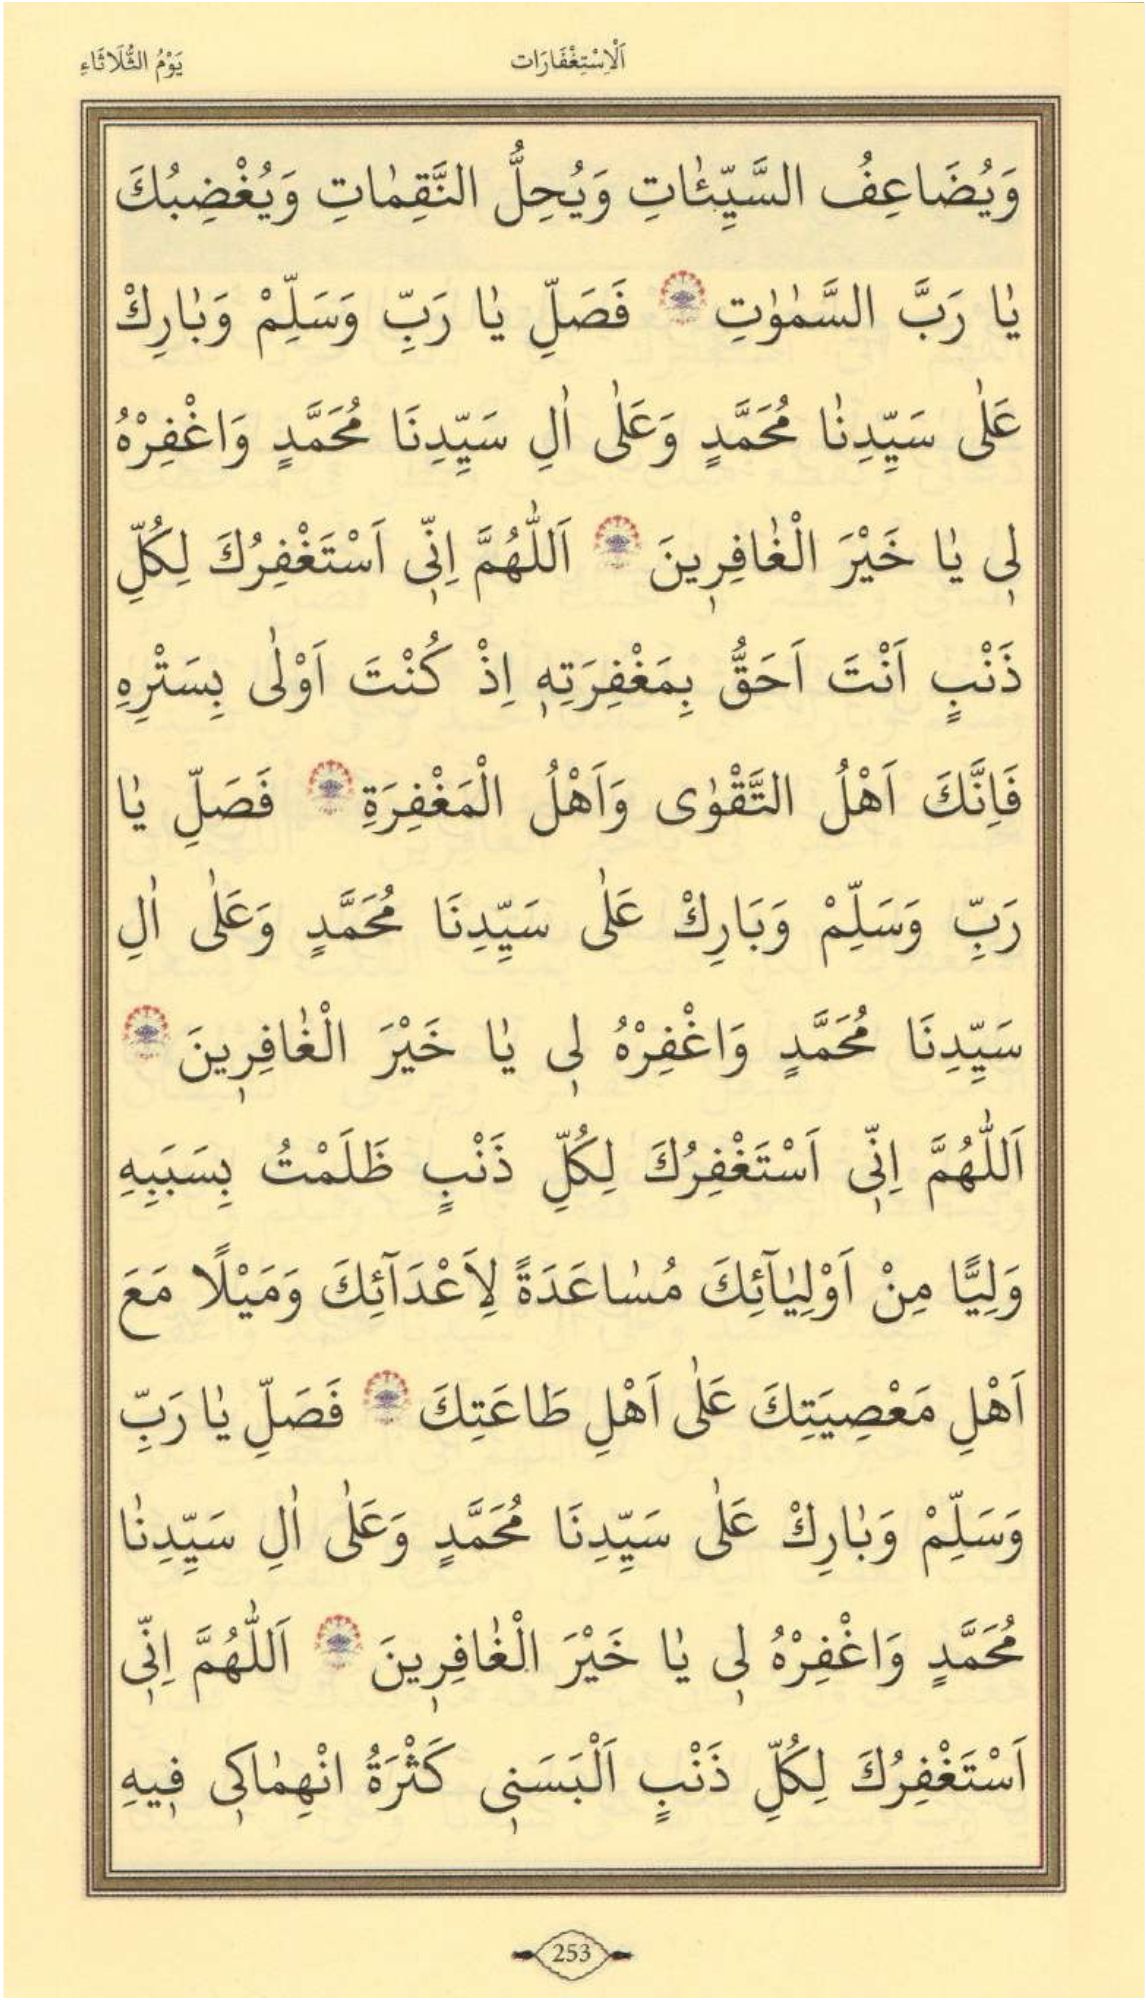 اَلْاِسْتِغْفَارَات
يَوْمُ الثُّلَاثَاءِ
وَيُضَاعِفُ السَّيِّـَٔاتِ وَيُحِلُّ النَّقِمٰاتِ وَيُغْضِبُكَ
يٰا رَبَّ السَّمٰوٰتِ فَصَلِّ يٰا رَبِّ وَسَلِّمْ وَبٰارِكْ
عَلٰى سَيِّدِنٰا مُحَمَّدٍ وَعَلٰى اٰلِ سَيِّدِنَا مُحَمَّدٍ وَاغْفِرْهُ
لِى يٰا خَيْرَ الْغٰافِرِينَ اَللّٰهُمَّ اِنِّى اَسْتَغْفِرُكَ لِكُلِّ
ذَنْبٍ اَنْتَ اَحَقُّ بِمَغْفِرَتِهِ اِذْ كُنْتَ اَوْلٰى بِسَتْرِهِ
فَاِنَّكَ اَهْلُ التَّقْوٰى وَاَهْلُ الْمَغْفِرَةِ فَصَلِّ يٰا
رَبِّ وَسَلِّمْ وَبَارِكْ عَلٰى سَيِّدِنَا مُحَمَّدٍ وَعَلٰى اٰلِ
سَيِّدِنَا مُحَمَّدٍ وَاغْفِرْهُ لِى يٰا خَيْرَ الْغٰافِرِينَ
اَللّٰهُمَّ اِنِّى اَسْتَغْفِرُكَ لِكُلِّ ذَنْبٍ ظَلَمْتُ بِسَبَبِهِ
وَلِيًّا مِنْ اَوْلِيٰٓائِكَ مُسٰاعَدَةً لِاَعْدَٓائِكَ وَمَيْلًا مَعَ
اَهْلِ مَعْصِيَتِكَ عَلٰى اَهْلِ طَاعَتِكَ فَصَلِّ يٰا رَبِّ
وَسَلِّمْ وَبٰارِكْ عَلٰى سَيِّدِنَا مُحَمَّدٍ وَعَلٰى اٰلِ سَيِّدِنٰا
مُحَمَّدٍ وَاغْفِرْهُ لِى يٰا خَيْرَ الْغٰافِرِينَ اَللّٰهُمَّ اِنِّى
اَسْتَغْفِرُكَ لِكُلِّ ذَنْبٍ اَلْبَسَنِى كَثْرَةُ انْهِمٰاكِى فِيهِ
253